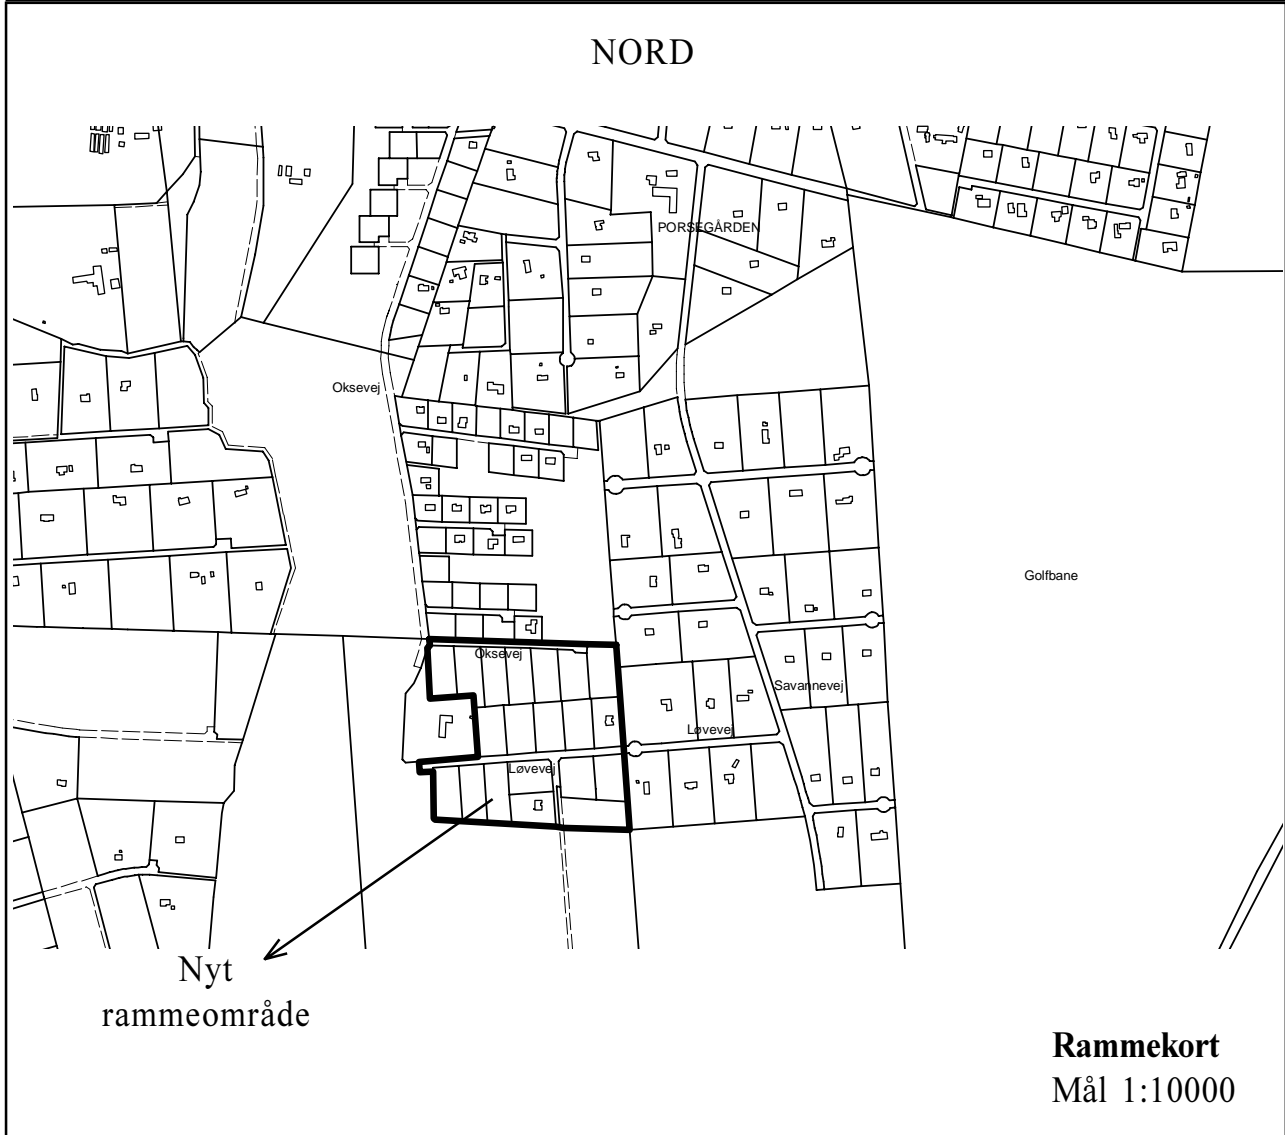 NORD
PORSEGÅRDEN
Oksevej
Golfbane
Oksevej
Savannevej
Løvevej
Løvevej
Nyt
rammeområde
Rammekort
Mål 1:10000